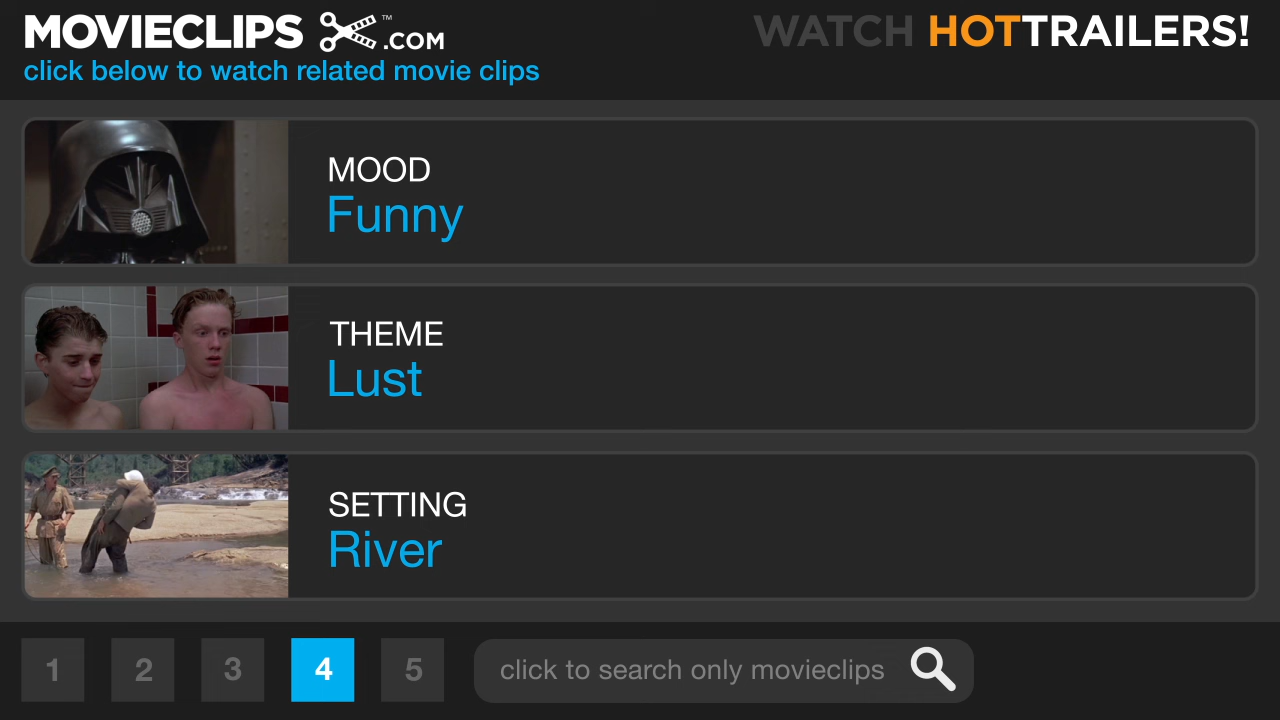 MOVIECLIPS ™ .COM
WATCH HOTTRAILERS!
click below to watch related movie clips
MOOD
Funny
THEME
Lust
SETTING
River
1 2 3 4 5
click to search only movieclips